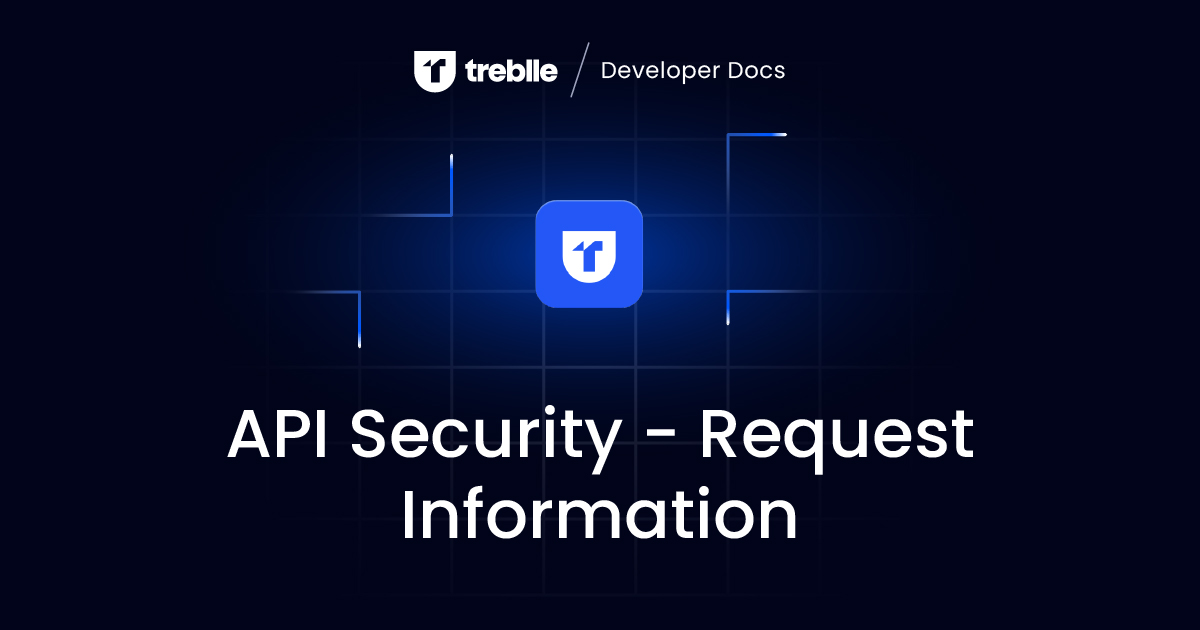 treblle / Developer Docs
API Security - Request
Information